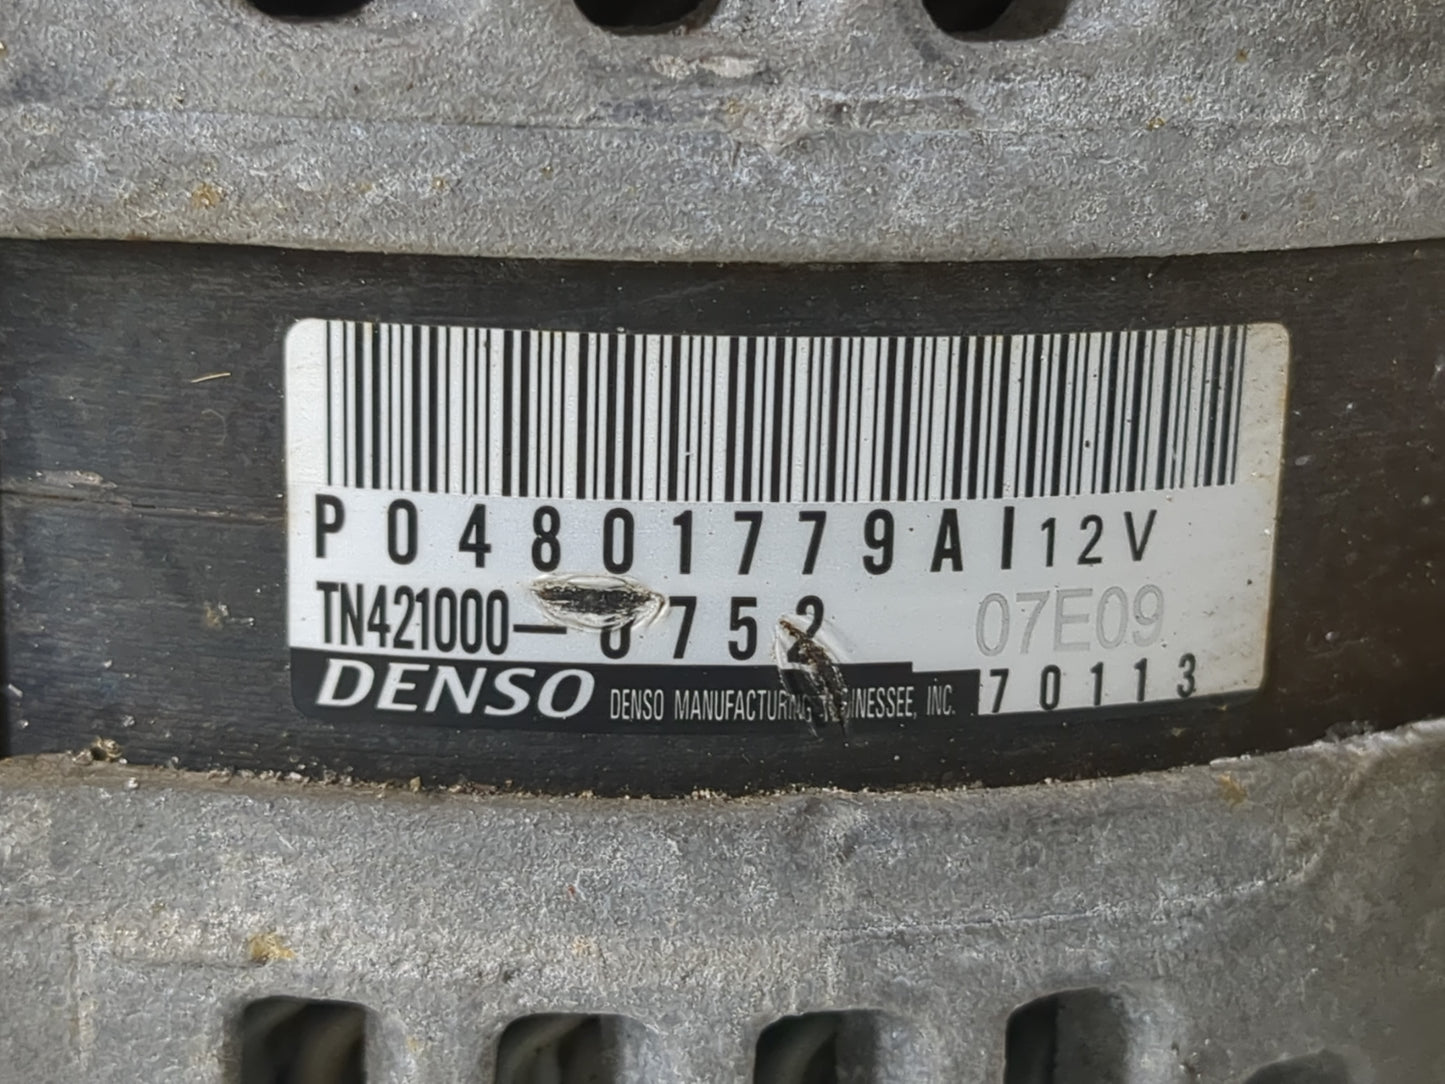 P04801779AI 12V
TN421000-0752 07E09
DENSO DENSO MANUFACTURING INC. 70113